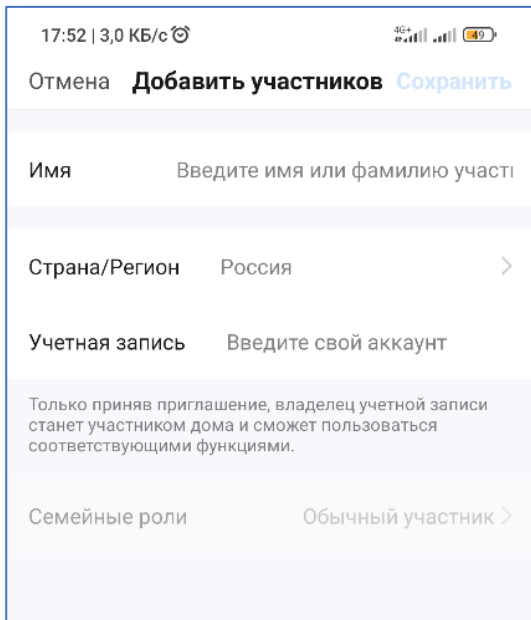 17:52 | 3,0 КБ/с
4G+ 49
Отмена Добавить участников Сохранить
Имя Введите имя или фамилию участ
Страна/Регион Россия
Учетная запись Введите свой аккаунт
Только приняв приглашение, владелец учетной записи
станет участником дома и сможет пользоваться
соответствующими функциями.
Семейные роли Обычный участник